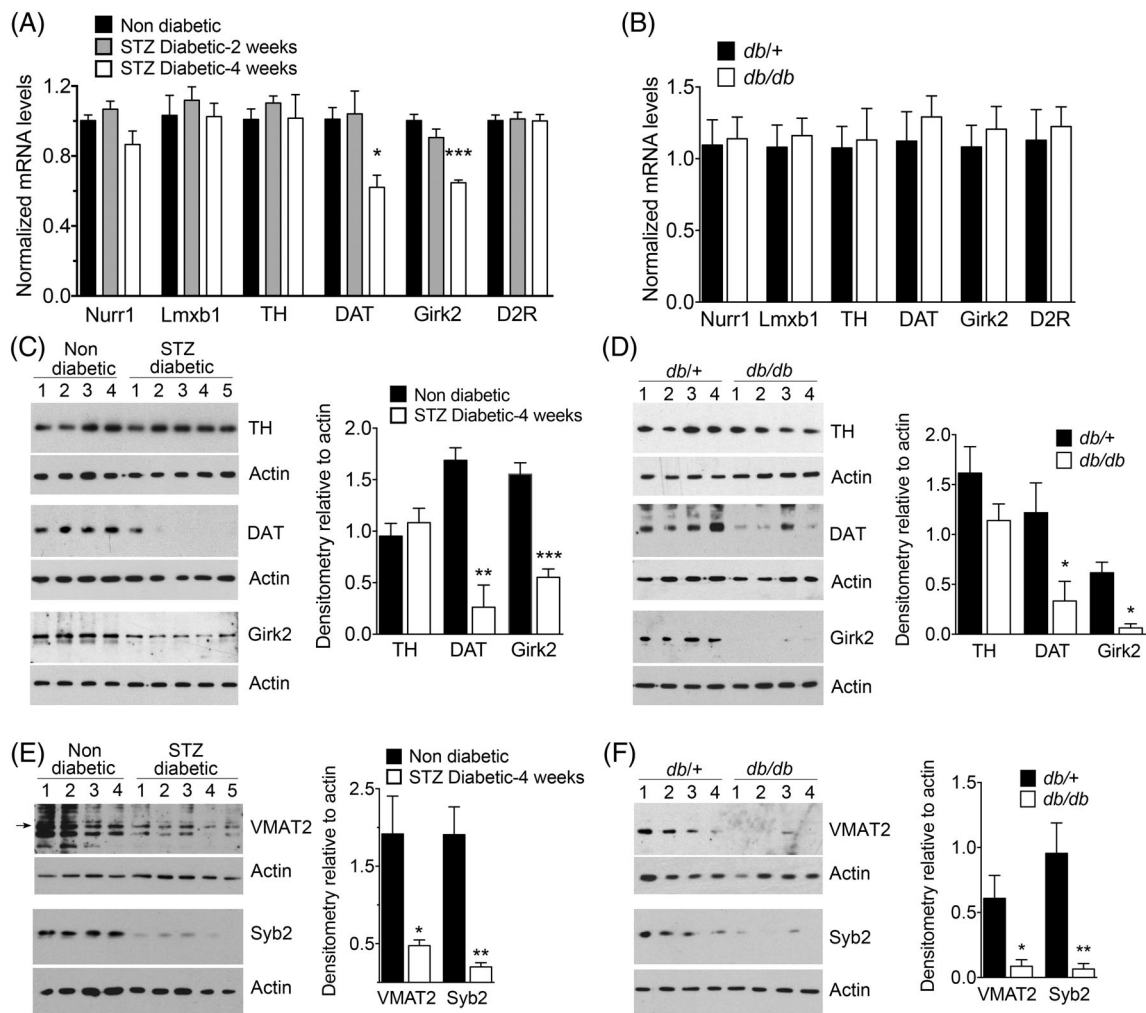 (A)
Non diabetic
STZ Diabetic-2 weeks
STZ Diabetic-4 weeks
Normalized mRNA levels
1.2
0.9
0.6
0.3
0.0
* ***
Nurr1 Lmxb1 TH DAT Girk2 D2R
(B)
db/+
db/db
Normalized mRNA levels
1.5
1.0
0.5
0.0
Nurr1 Lmxb1 TH DAT Girk2 D2R
(C)
Non diabetic STZ diabetic
1 2 3 4 1 2 3 4 5
TH
Actin
DAT
Actin
Girk2
Actin
Non diabetic
STZ Diabetic-4 weeks
Densitometry relative to actin
2.0
1.5
1.0
0.5
0.0
** ***
TH DAT Girk2
(D)
db/+ db/db
1 2 3 4 1 2 3 4
TH
Actin
DAT
Actin
Girk2
Actin
db/+
db/db
Densitometry relative to actin
2.0
1.5
1.0
0.5
0.0
* *
TH DAT Girk2
(E)
Non diabetic STZ diabetic
1 2 3 4 1 2 3 4 5
VMAT2
Actin
Syb2
Actin
Non diabetic
STZ Diabetic-4 weeks
Densitometry relative to actin
2.5
2.0
1.5
1.0
0.5
* **
VMAT2 Syb2
(F)
db/+ db/db
1 2 3 4 1 2 3 4
VMAT2
Actin
Syb2
Actin
db/+
db/db
Densitometry relative to actin
1.5
1.0
0.5
0.0
* **
VMAT2 Syb2